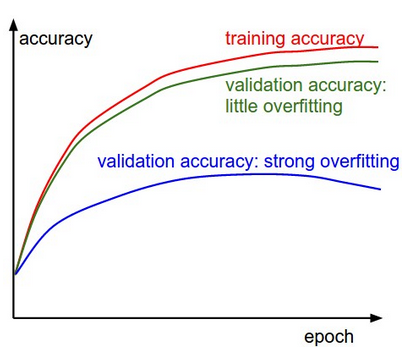 accuracy
training accuracy
validation accuracy:
little overfitting
validation accuracy: strong overfitting
epoch